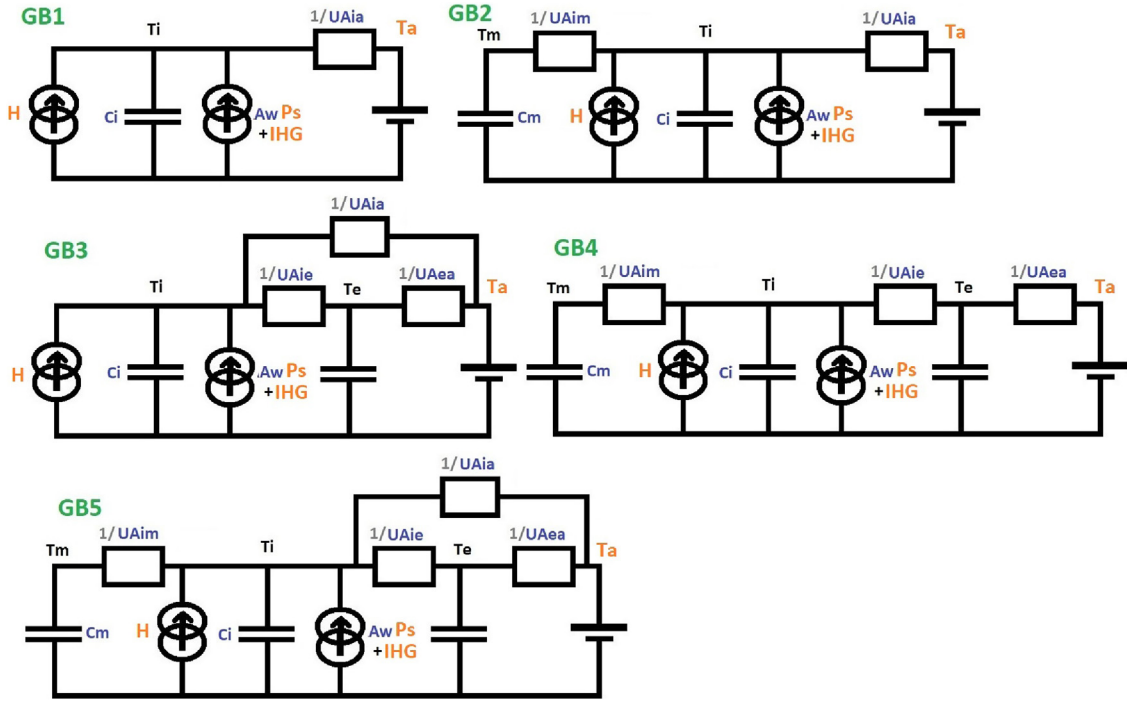 GB1
Ti
1/UAia
Ta
H
Ci
Aw Ps
+IHG
GB2
Tm
1/UAim
Ti
1/UAia
Ta
Cm
H
Ci
Aw Ps
+IHG
GB3
1/UAia
Ti
1/UAie
Te
1/UAea
Ta
H
Ci
Aw Ps
+IHG
GB4
Tm
1/UAim
Ti
1/UAie
Te
1/UAea
Ta
Cm
H
Ci
Aw Ps
+IHG
GB5
1/UAia
Tm
1/UAim
Ti
1/UAie
Te
1/UAea
Ta
Cm
H
Ci
Aw Ps
+IHG